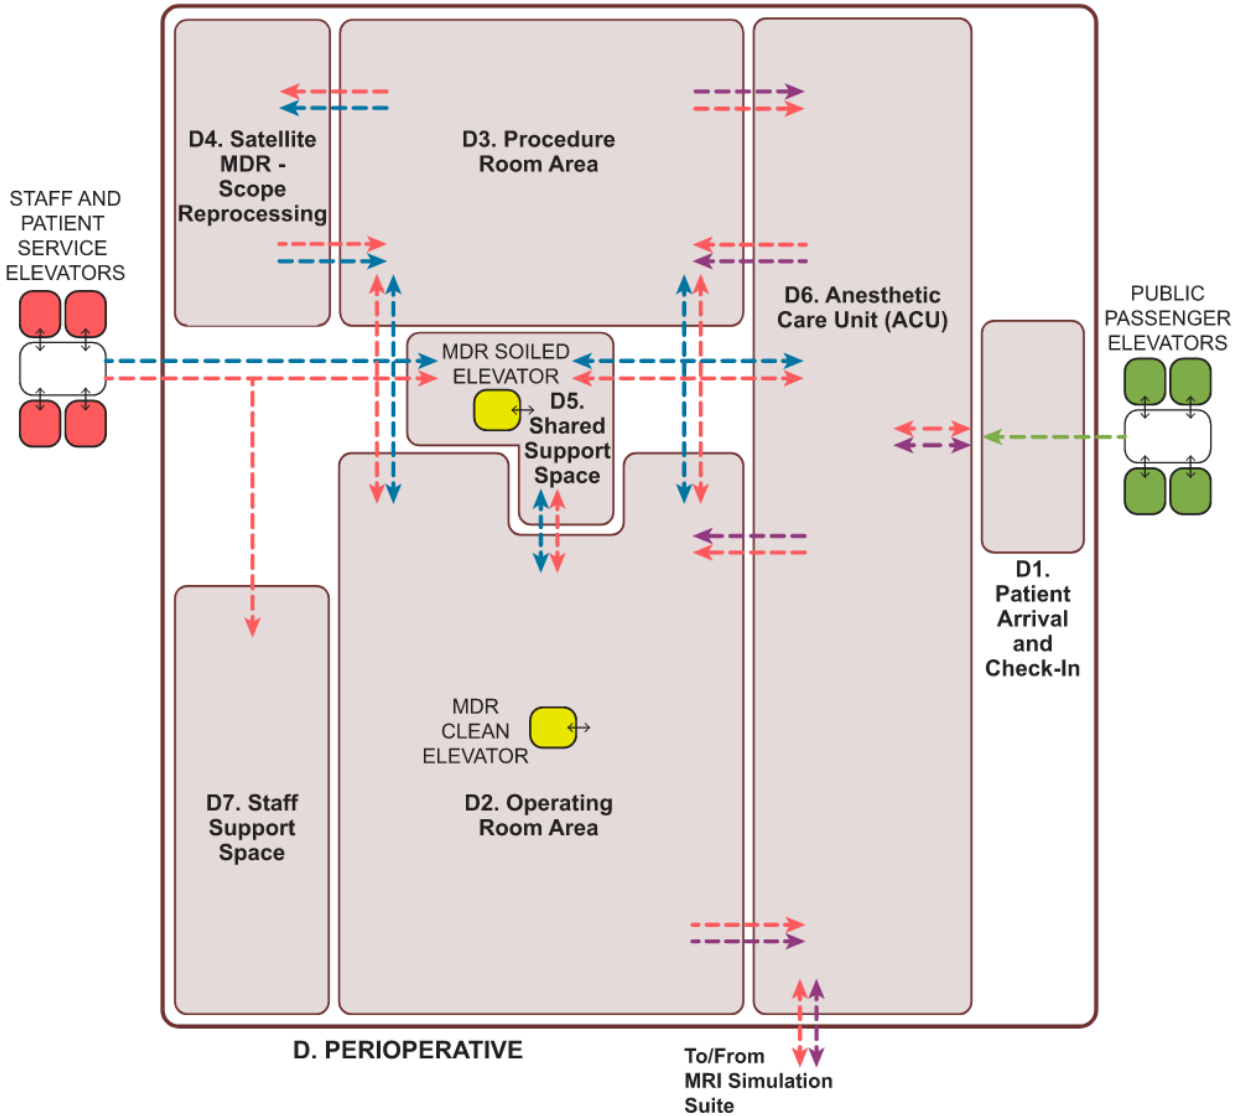 D4. Satellite
MDR -
Scope
Reprocessing
D3. Procedure
Room Area
STAFF AND
PATIENT
SERVICE
ELEVATORS
D6. Anesthetic
Care Unit (ACU)
PUBLIC
PASSENGER
ELEVATORS
MDR SOILED
ELEVATOR
D5.
Shared
Support
Space
D1.
Patient
Arrival
and
Check-In
MDR
CLEAN
ELEVATOR
D7. Staff
Support
Space
D2. Operating
Room Area
D. PERIOPERATIVE
To/From
MRI Simulation
Suite